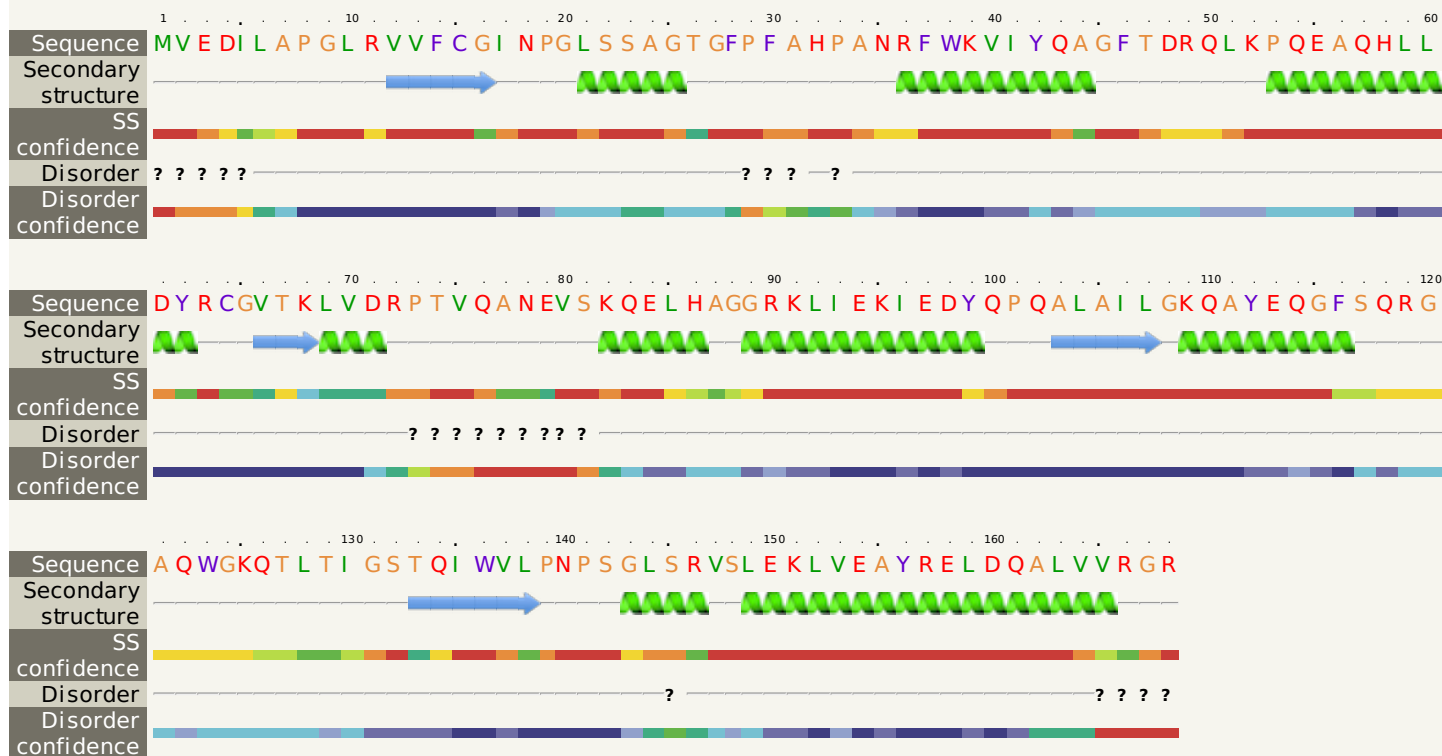 1 10 20 30 40 50 60
Sequence MVEDILAPGLRVVFCGINPGLSSAGTGFPFAHPANRFWKVIYQAGFTDRQLKPQEAQHLL
Secondary
structure
SS
confidence
Disorder ? ? ? ? ? ? ? ? ?
Disorder
confidence
70 80 90 100 110 120
Sequence DYRCGVTKLVDRPTVQANEVSKQELHAGGRKLIEKIEDYQPQALAILGKQAYEQGFSQRG
Secondary
structure
SS
confidence
Disorder ? ? ? ? ? ? ? ? ?
Disorder
confidence
130 140 150 160
Sequence AQWGKQTLTIGSTQIWVLPNPSGLSRVSLEKLVEAYRELDQALVVRGR
Secondary
structure
SS
confidence
Disorder ? ? ? ? ?
Disorder
confidence